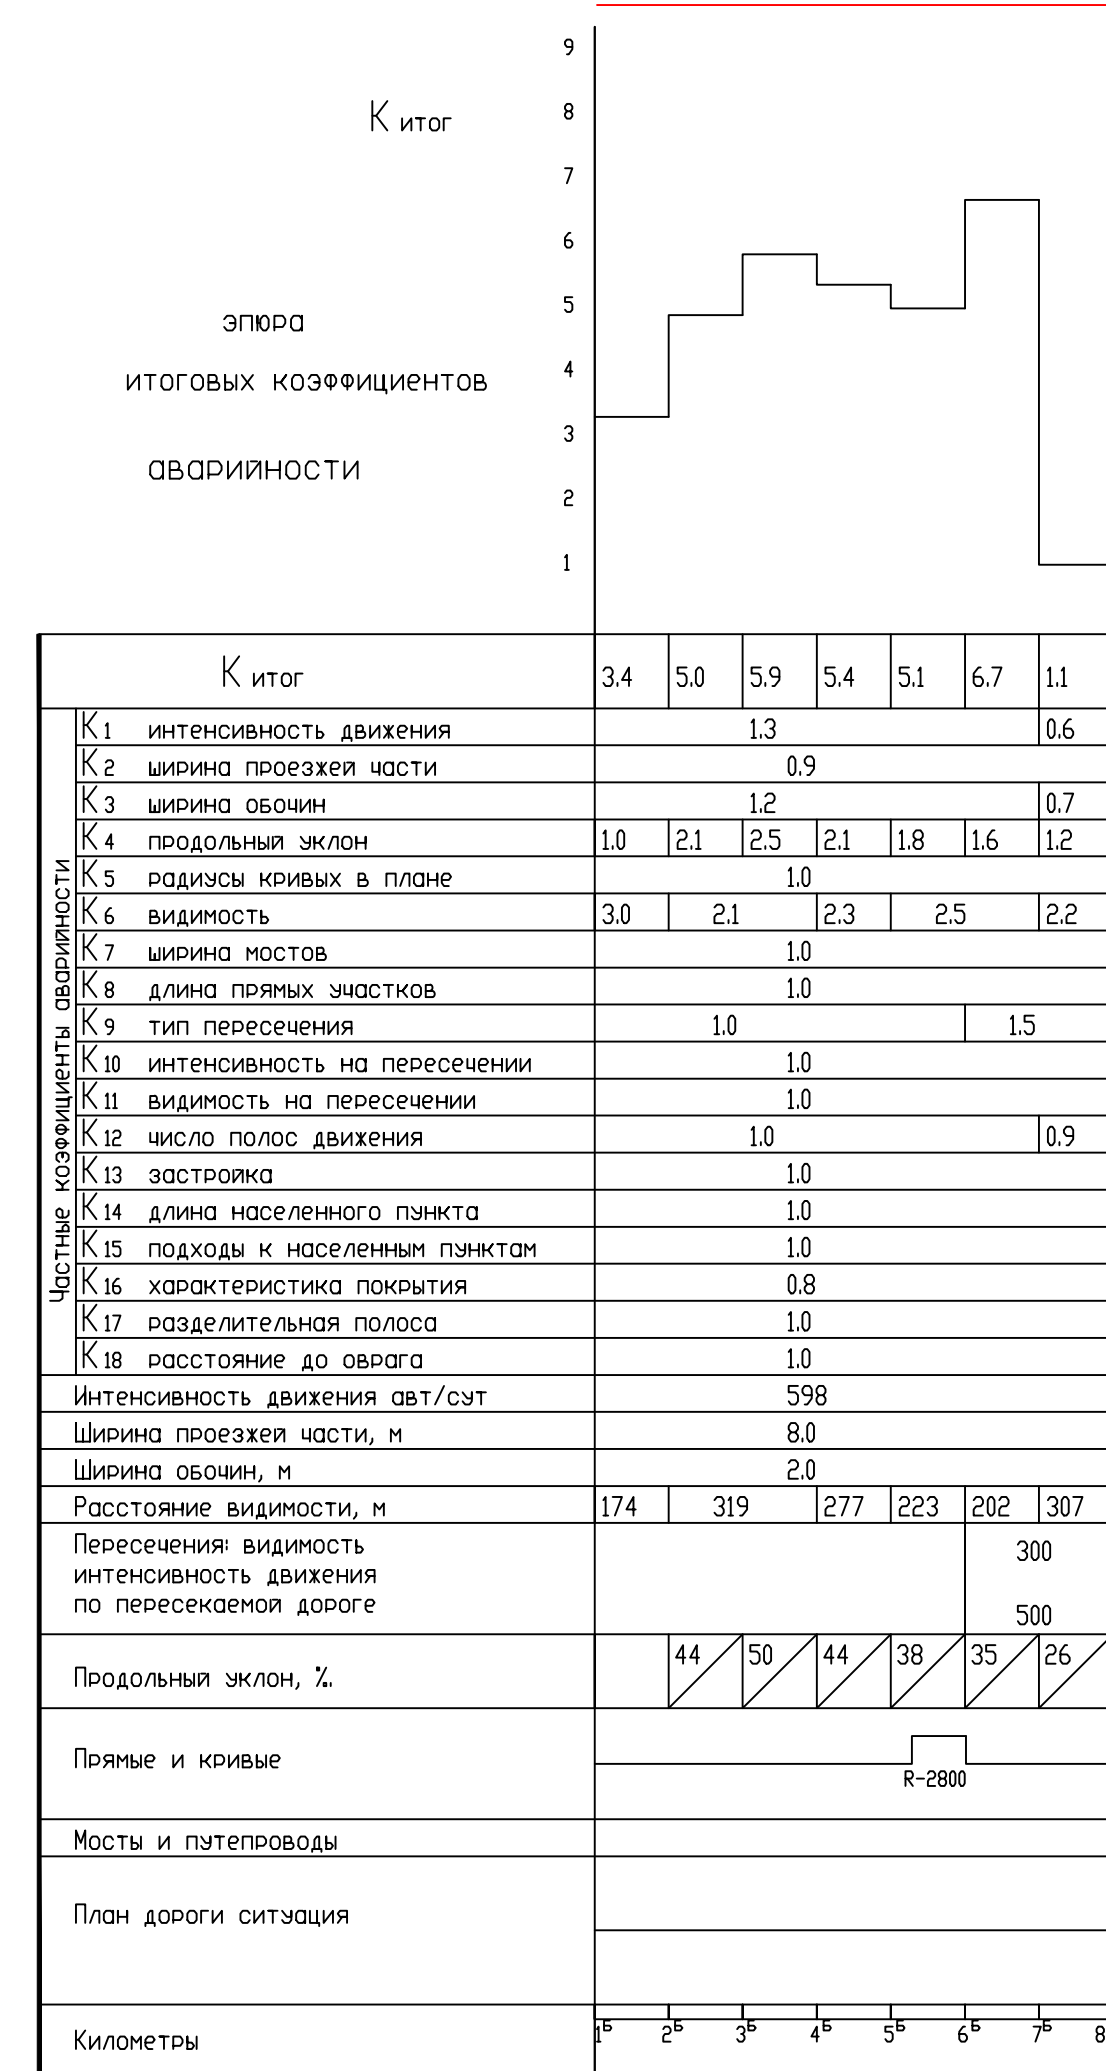 9
К итог 8
7
6
эпюра 5
итоговых коэффициентов 4
3
аварийности
2
1
К итог 3.4 5.0 5.9 5.4 5.1 6.7 1.1
Частные коэффициенты аварийности
К1 интенсивность движения 1.3 0.6
К2 ширина проезжей части 0.9
К3 ширина обочин 1.2 0.7
К4 продольный уклон 1.0 2.1 2.5 2.1 1.8 1.6 1.2
К5 радиусы кривых в плане 1.0
К6 видимость 3.0 2.1 2.3 2.5 2.2
К7 ширина мостов 1.0
К8 длина прямых участков 1.0
К9 тип пересечения 1.0 1.5
К10 интенсивность на пересечении 1.0
К11 видимость на пересечении 1.0
К12 число полос движения 1.0 0.9
К13 застройка 1.0
К14 длина населенного пункта 1.0
К15 подходы к населенным пунктам 1.0
К16 характеристика покрытия 0.8
К17 разделительная полоса 1.0
К18 расстояние до оврага 1.0
Интенсивность движения авт/сут 598
Ширина проезжей части, м 8.0
Ширина обочин, м 2.0
Расстояние видимости, м 174 319 277 223 202 307
Пересечения: видимость 300
интенсивность движения
по пересекаемой дороге 500
Продольный уклон, ‰ 44 50 44 38 35 26
Прямые и кривые R-2800
Мосты и путепроводы
План дороги ситуация
Километры 1Б 2Б 3Б 4Б 5Б 6Б 7Б 8